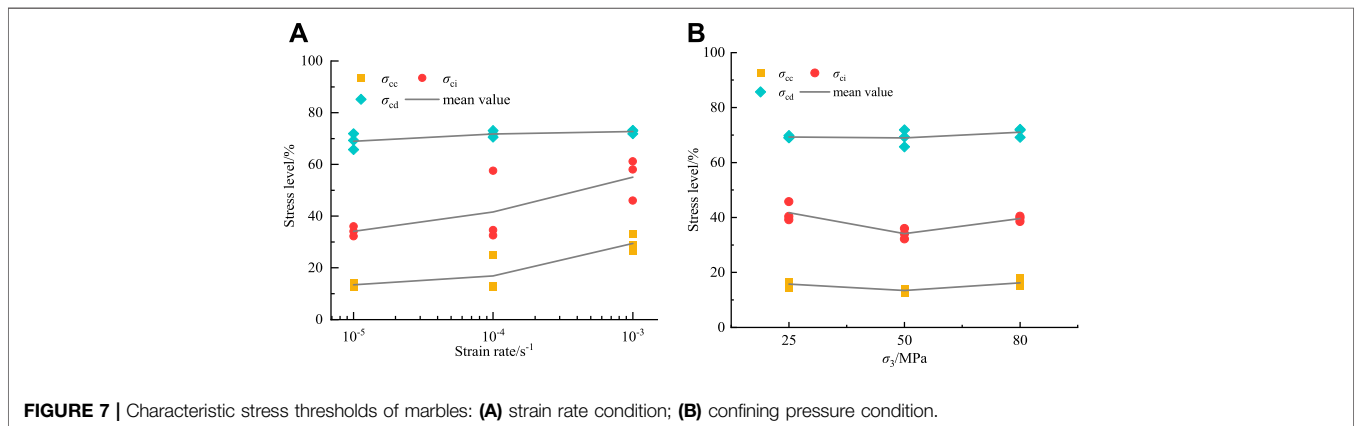 A
100
80
60
40
20
0
σcc
σci
σcd
mean value
Stress level/%
10-5
10-4
10-3
Strain rate/s-1
B
100
80
60
40
20
0
σcc
σci
σcd
mean value
Stress level/%
25
50
80
σ3/MPa
FIGURE 7 | Characteristic stress thresholds of marbles: (A) strain rate condition; (B) confining pressure condition.